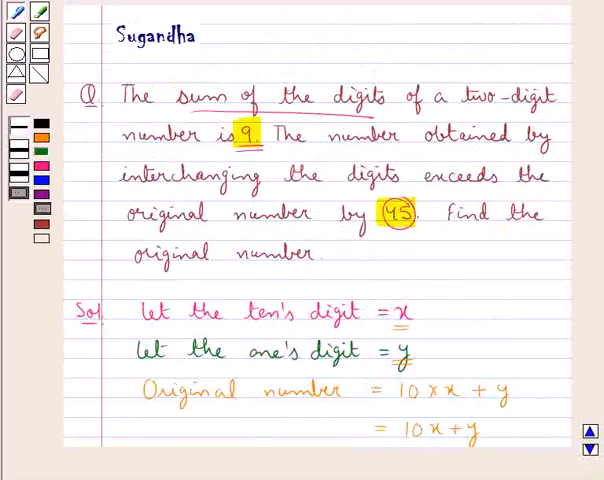 Sugandha
Q. The sum of the digits of a two-digit
number is 9. The number obtained by
interchanging the digits exceeds the
original number by 45. Find the
original number.
Sol. Let the ten's digit = x
Let the one's digit = y
Original number = 10 × x + y
= 10x + y